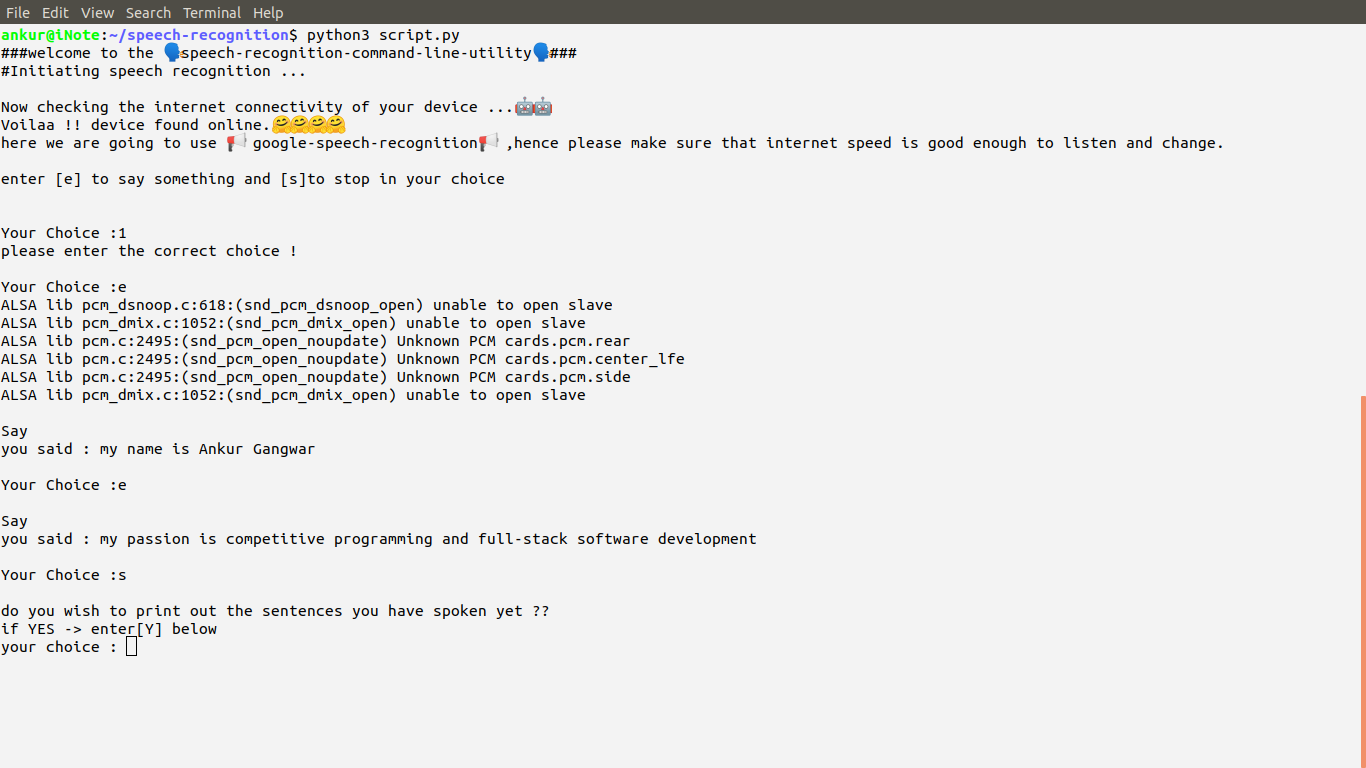 File Edit View Search Terminal Help
ankur@iNote:~/speech-recognition$ python3 script.py
###welcome to the 🗣speech-recognition-command-line-utility🗣###
#Initiating speech recognition ...
Now checking the internet connectivity of your device ...🤖🤖
Voilaa !! device found online.🤗🤗🤗🤗
here we are going to use 📢 google-speech-recognition📢 ,hence please make sure that internet speed is good enough to listen and change.
enter [e] to say something and [s]to stop in your choice
Your Choice :1
please enter the correct choice !
Your Choice :e
ALSA lib pcm_dsnoop.c:618:(snd_pcm_dsnoop_open) unable to open slave
ALSA lib pcm_dmix.c:1052:(snd_pcm_dmix_open) unable to open slave
ALSA lib pcm.c:2495:(snd_pcm_open_noupdate) Unknown PCM cards.pcm.rear
ALSA lib pcm.c:2495:(snd_pcm_open_noupdate) Unknown PCM cards.pcm.center_lfe
ALSA lib pcm.c:2495:(snd_pcm_open_noupdate) Unknown PCM cards.pcm.side
ALSA lib pcm_dmix.c:1052:(snd_pcm_dmix_open) unable to open slave
Say
you said : my name is Ankur Gangwar
Your Choice :e
Say
you said : my passion is competitive programming and full-stack software development
Your Choice :s
do you wish to print out the sentences you have spoken yet ??
if YES -> enter[Y] below
your choice :